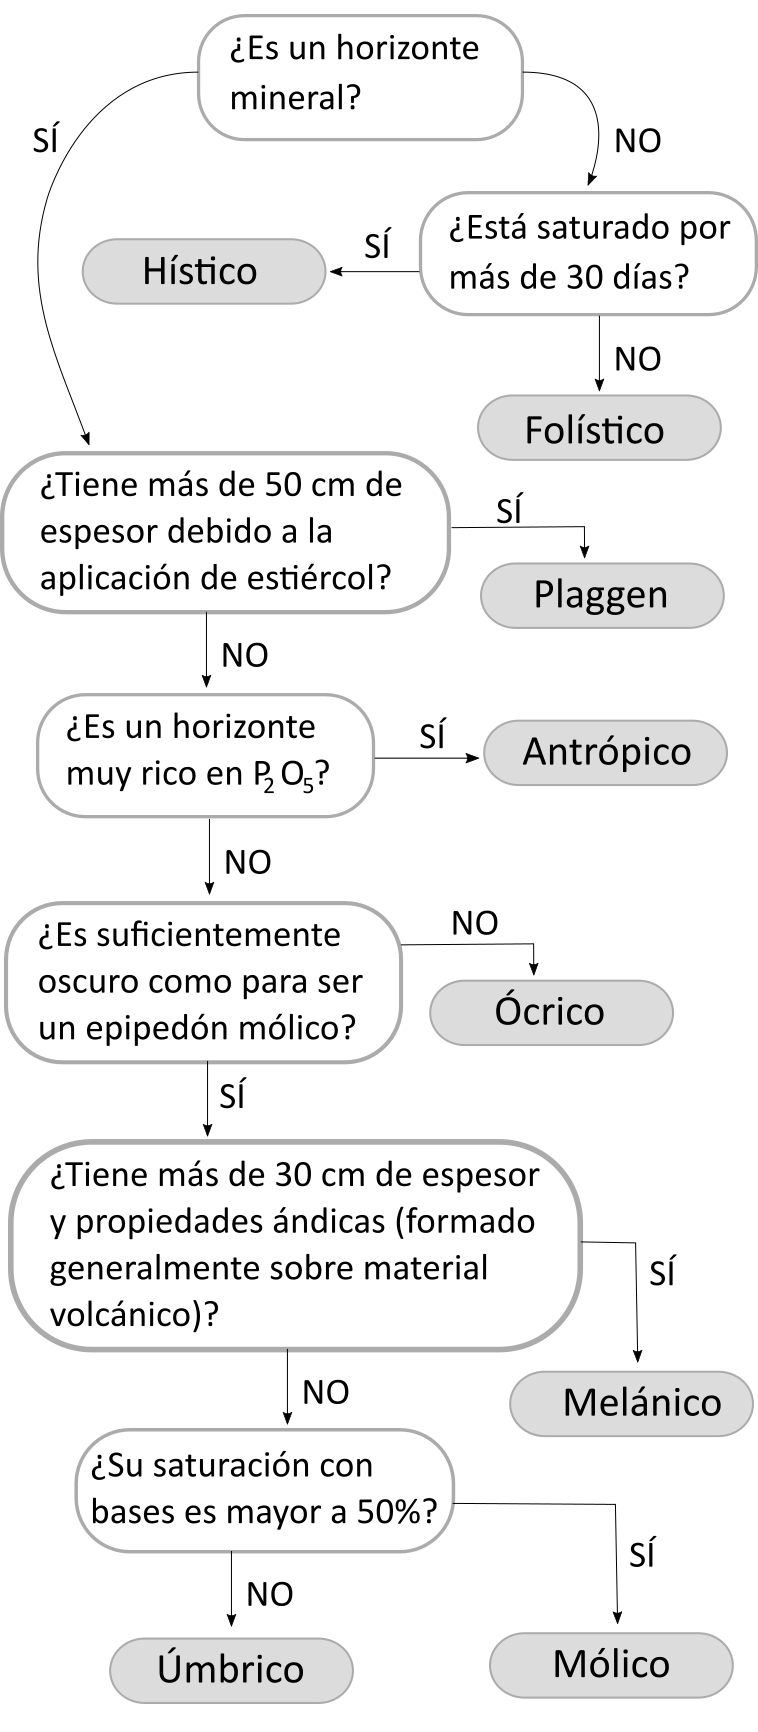 ¿Es un horizonte
mineral?
SÍ
NO
¿Está saturado por
más de 30 días?
SÍ
Hístico
NO
Folístico
¿Tiene más de 50 cm de
espesor debido a la
aplicación de estiércol?
SÍ
Plaggen
NO
¿Es un horizonte
muy rico en P2O5?
SÍ
Antrópico
NO
¿Es suficientemente
oscuro como para ser
un epipedón mólico?
NO
Ócrico
SÍ
¿Tiene más de 30 cm de espesor
y propiedades ándicas (formado
generalmente sobre material
volcánico)?
SÍ
Melánico
NO
¿Su saturación con
bases es mayor a 50%?
SÍ
NO
Úmbrico
Mólico